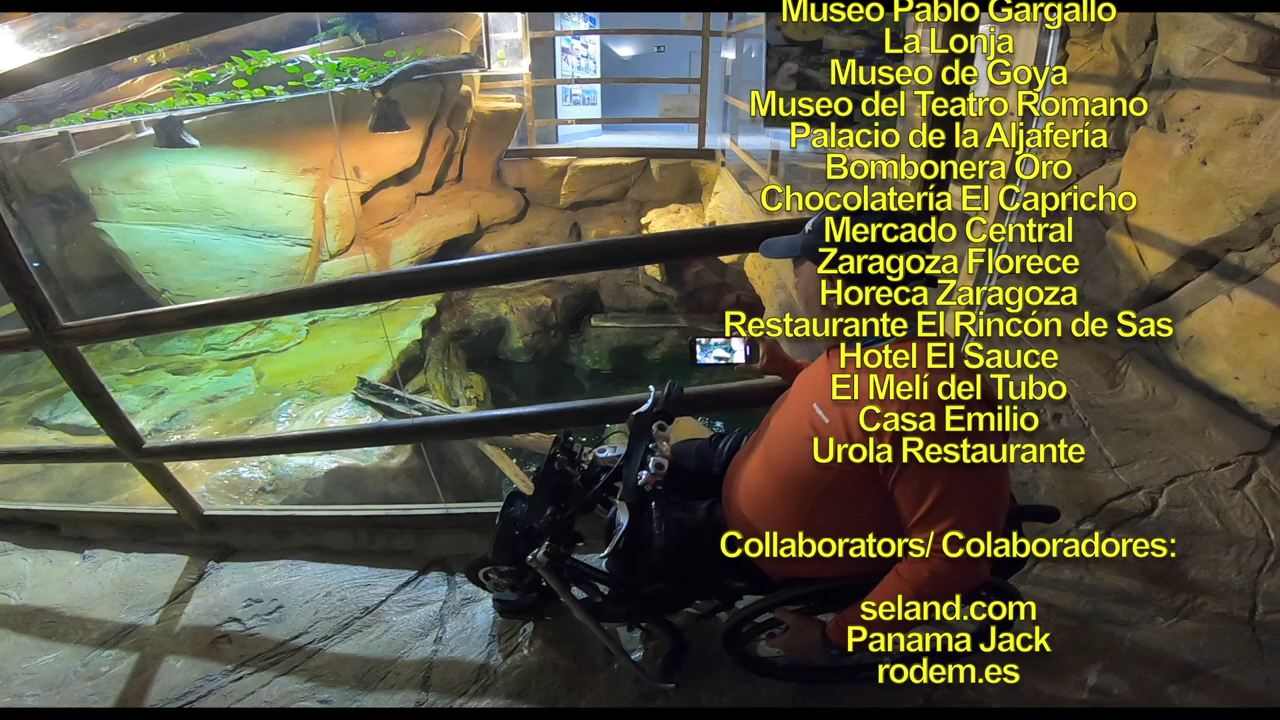 Museo Pablo Gargallo
La Lonja
Museo de Goya
Museo del Teatro Romano
Palacio de la Aljafería
Bombonera Oro
Chocolatería El Capricho
Mercado Central
Zaragoza Florece
Horeca Zaragoza
Restaurante El Rincón de Sas
Hotel El Sauce
El Melí del Tubo
Casa Emilio
Urola Restaurante
Collaborators/ Colaboradores:
seland.com
Panama Jack
rodem.es